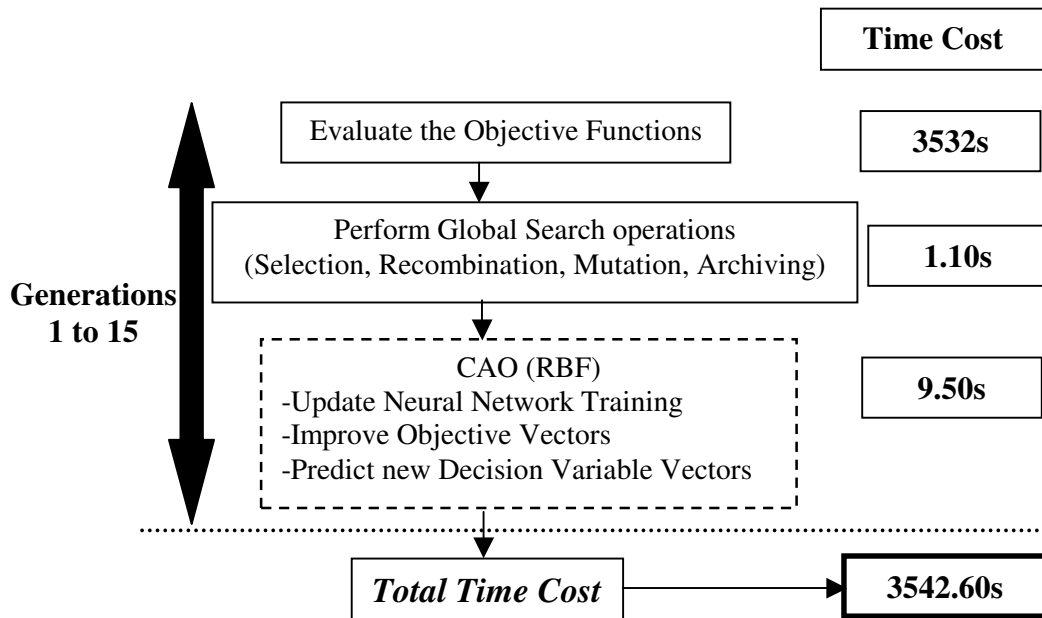 Time Cost
Evaluate the Objective Functions
3532s
Perform Global Search operations
(Selection, Recombination, Mutation, Archiving)
1.10s
Generations
1 to 15
CAO (RBF)
-Update Neural Network Training
-Improve Objective Vectors
-Predict new Decision Variable Vectors
9.50s
Total Time Cost
3542.60s